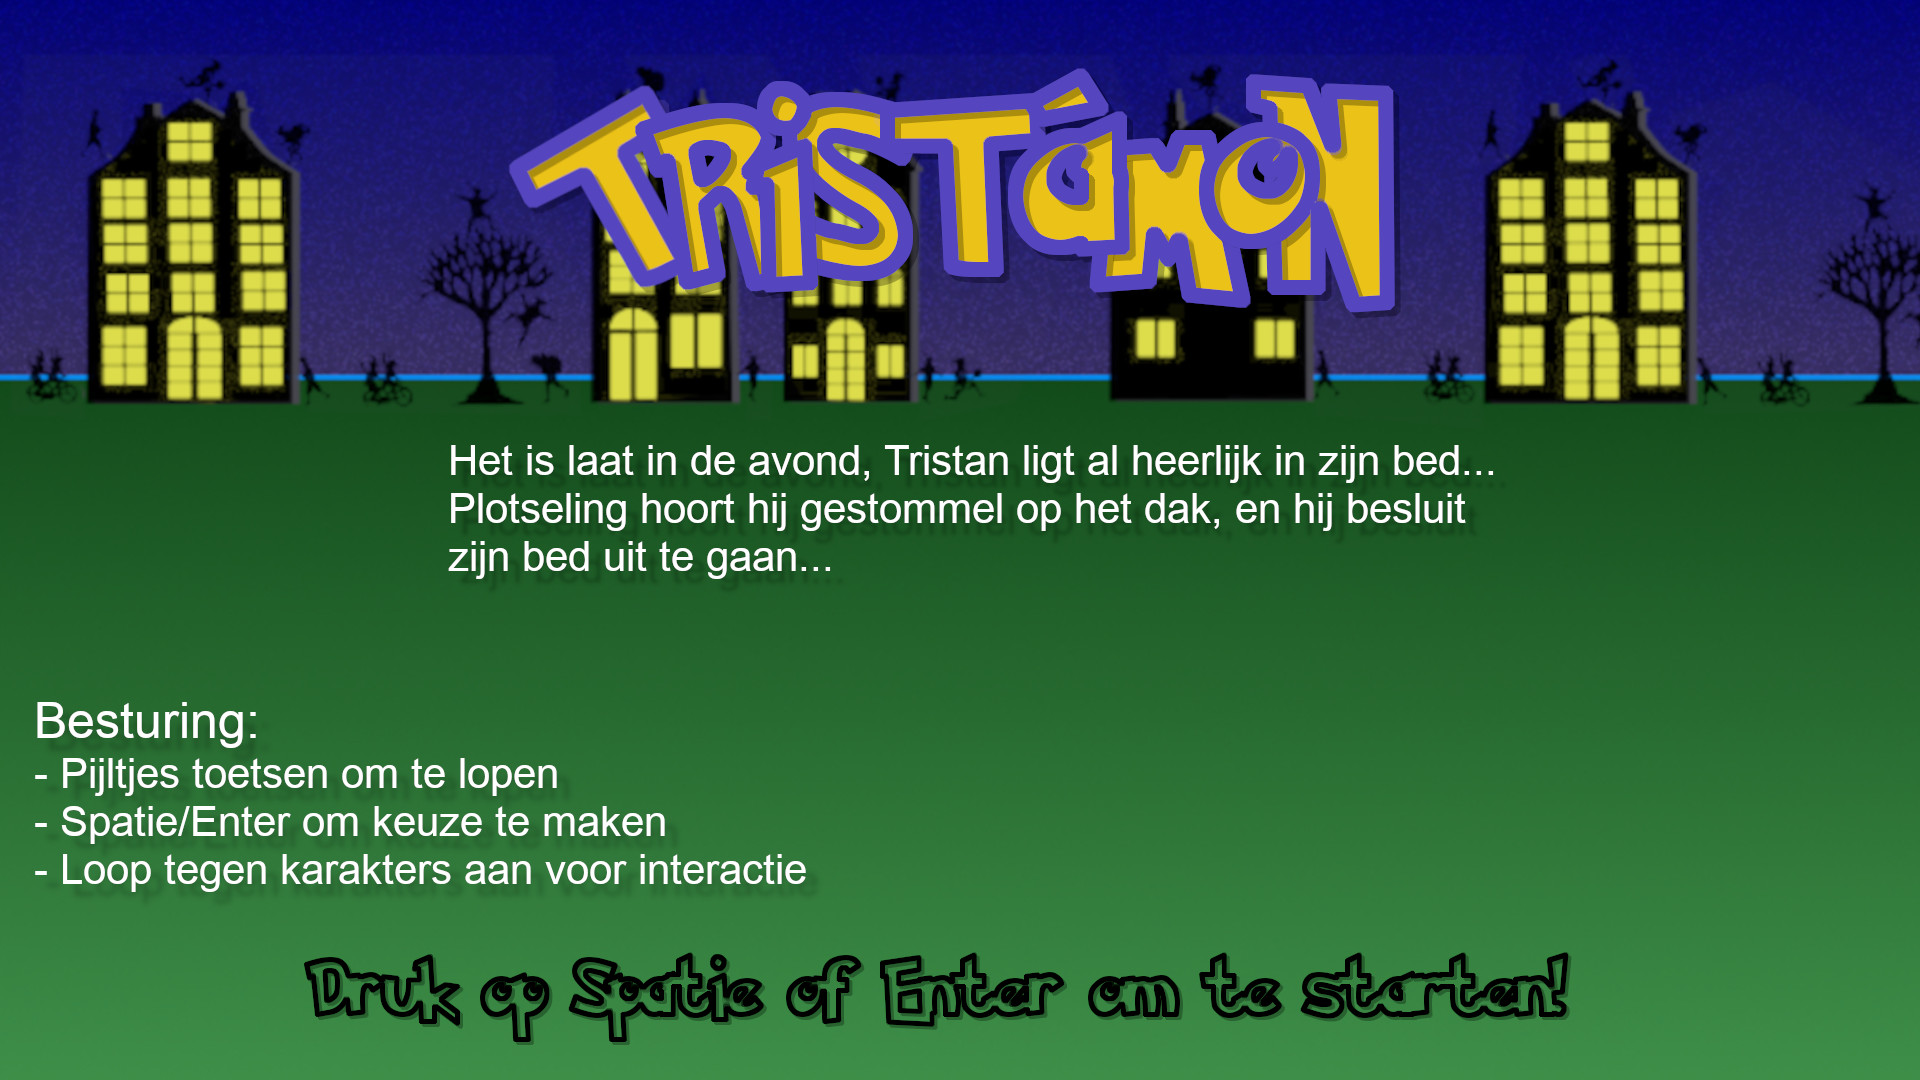 TRiSTáMON
Het is laat in de avond, Tristan ligt al heerlijk in zijn bed...
Plotseling hoort hij gestommel op het dak, en hij besluit
zijn bed uit te gaan...
Besturing:
- Pijltjes toetsen om te lopen
- Spatie/Enter om keuze te maken
- Loop tegen karakters aan voor interactie
Druk op Spatie of Enter om te starten!